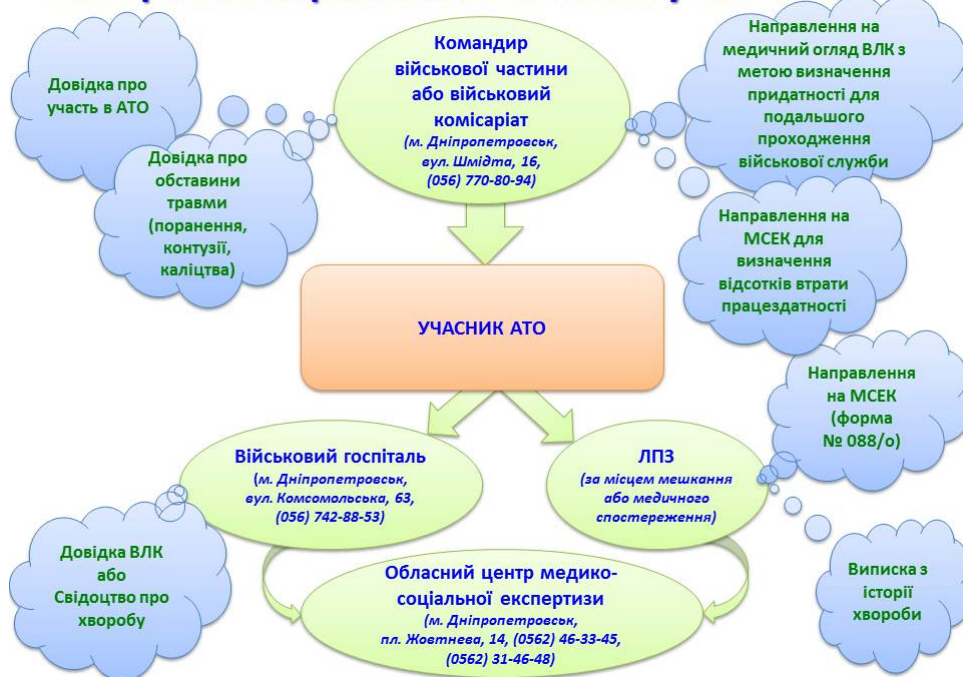 Командир
військової частини
або військовий
комісаріат
(м. Дніпропетровськ,
вул. Шмідта, 16,
(056) 770-80-94)
Довідка про
участь в АТО
Довідка про
обставини
травми
(поранення,
контузії,
каліцтва)
Направлення на
медичний огляд ВЛК з
метою визначення
придатності для
подальшого
проходження
військової служби
Направлення на
МСЕК для
визначення
відсотків втрати
працездатності
УЧАСНИК АТО
Направлення
на МСЕК
(форма
№ 088/о)
Військовий госпіталь
(м. Дніпропетровськ,
вул. Комсомольська, 63,
(056) 742-88-53)
ЛПЗ
(за місцем мешкання
або медичного
спостереження)
Довідка ВЛК
або
Свідоцтво про
хворобу
Обласний центр медико-
соціальної експертизи
(м. Дніпропетровськ,
пл. Жовтнева, 14, (0562) 46-33-45,
(0562) 31-46-48)
Виписка з
історії
хвороби